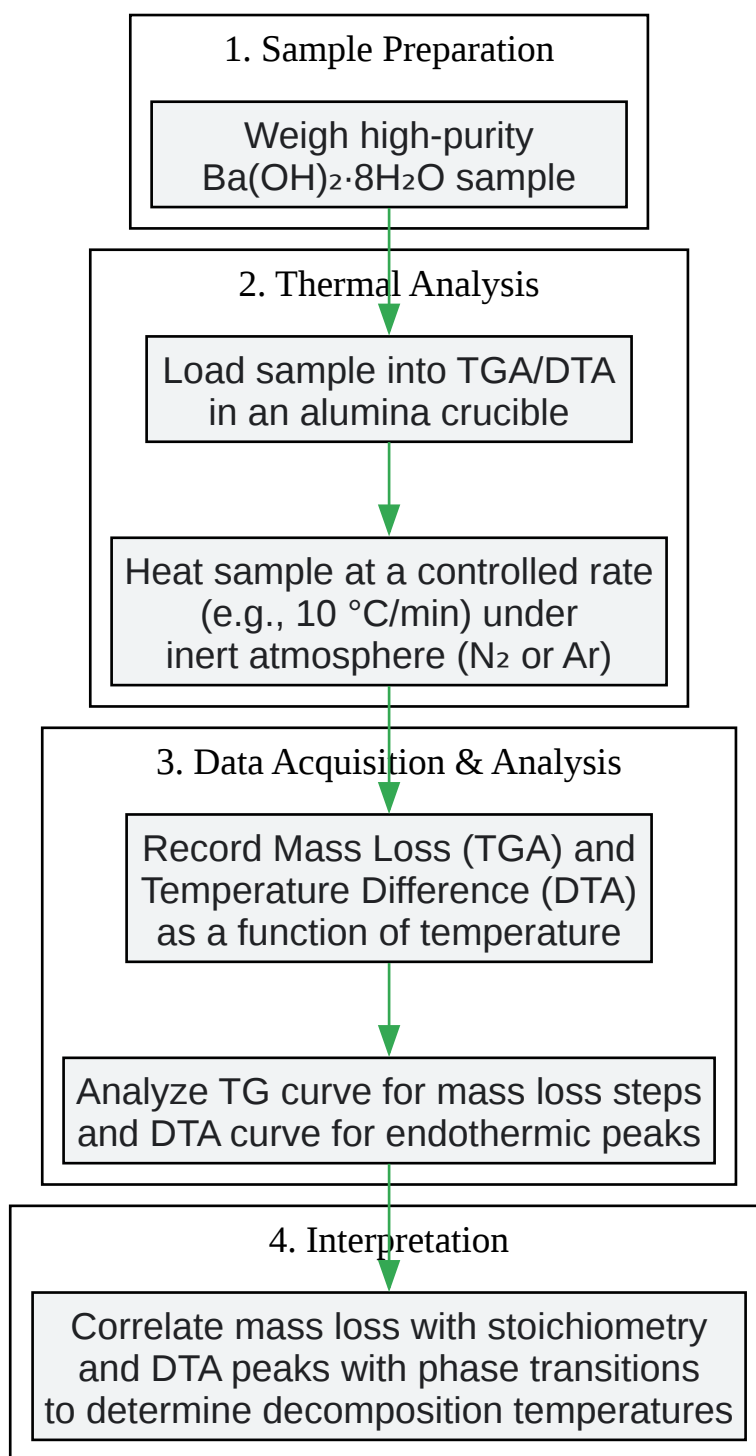 1. Sample Preparation
Weigh high-purity
Ba(OH)₂·8H₂O sample
2. Thermal Analysis
Load sample into TGA/DTA
in an alumina crucible
Heat sample at a controlled rate
(e.g., 10 °C/min) under
inert atmosphere (N₂ or Ar)
3. Data Acquisition & Analysis
Record Mass Loss (TGA) and
Temperature Difference (DTA)
as a function of temperature
Analyze TG curve for mass loss steps
and DTA curve for endothermic peaks
4. Interpretation
Correlate mass loss with stoichiometry
and DTA peaks with phase transitions
to determine decomposition temperatures